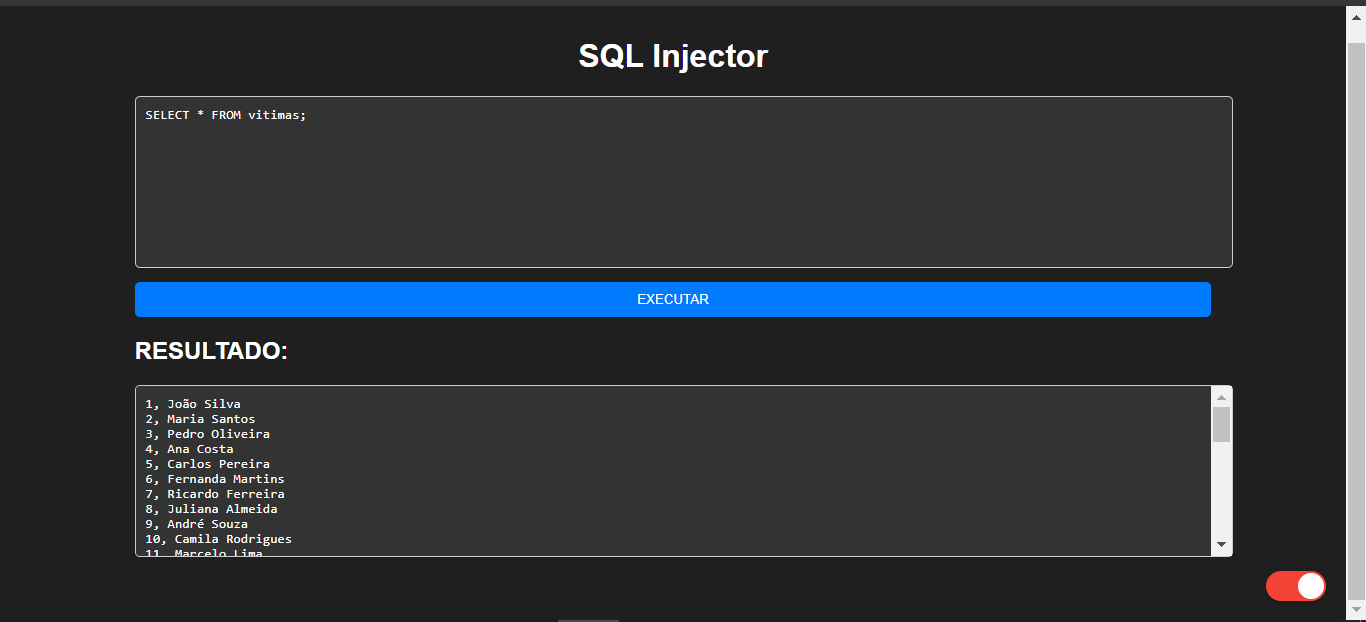 SQL Injector
SELECT * FROM vitimas;
EXECUTAR
RESULTADO:
1, João Silva
2, Maria Santos
3, Pedro Oliveira
4, Ana Costa
5, Carlos Pereira
6, Fernanda Martins
7, Ricardo Ferreira
8, Juliana Almeida
9, André Souza
10, Camila Rodrigues
11, Marcelo Lima